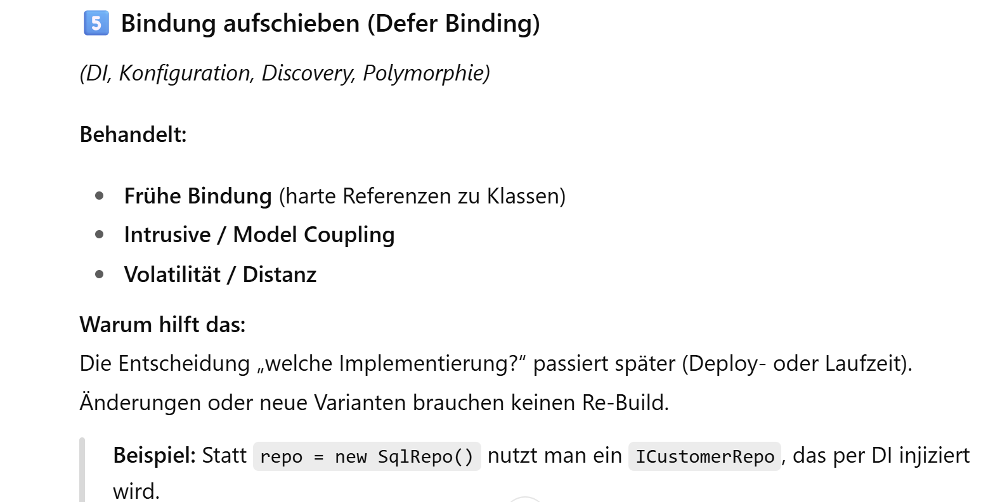 5 Bindung aufschieben (Defer Binding)
(DI, Konfiguration, Discovery, Polymorphie)
Behandelt:
• Frühe Bindung (harte Referenzen zu Klassen)
• Intrusive / Model Coupling
• Volatilität / Distanz
Warum hilft das:
Die Entscheidung „welche Implementierung?“ passiert später (Deploy- oder Laufzeit).
Änderungen oder neue Varianten brauchen keinen Re-Build.
Beispiel: Statt repo = new SqlRepo() nutzt man ein ICustomerRepo, das per DI injiziert
wird.